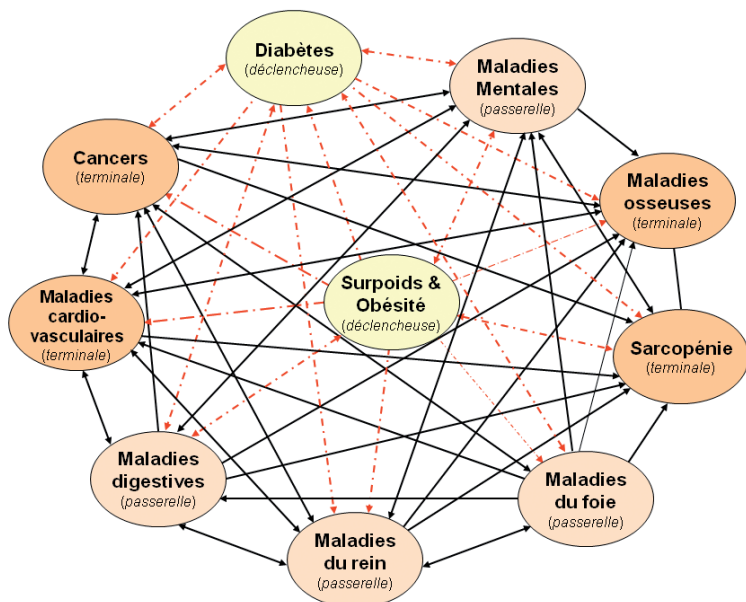 Diabètes
(déclencheuse)
Maladies
Mentales
(passerelle)
Cancers
(terminale)
Maladies
osseuses
(terminale)
Surpoids &
Obésité
(déclencheuse)
Maladies
cardio-
vasculaires
(terminale)
Sarcopénie
(terminale)
Maladies
digestives
(passerelle)
Maladies
du foie
(passerelle)
Maladies
du rein
(passerelle)